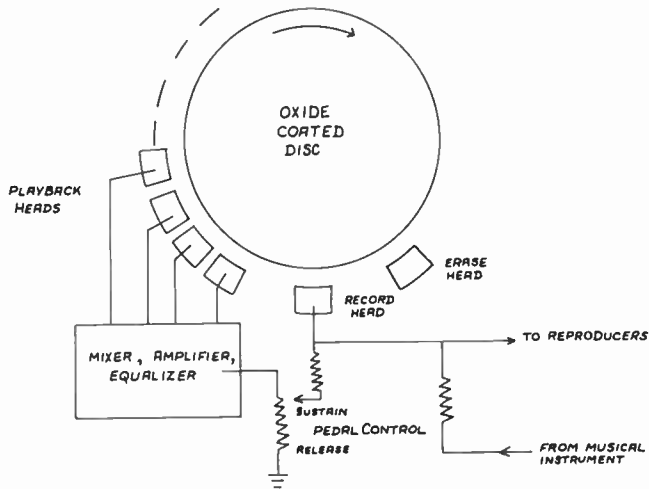 OXIDE
COATED
DISC
PLAYBACK
HEADS
ERASE
HEAD
RECORD
HEAD
TO REPRODUCERS
MIXER, AMPLIFIER,
EQUALIZER
SUSTAIN
PEDAL CONTROL
RELEASE
FROM MUSICAL
INSTRUMENT